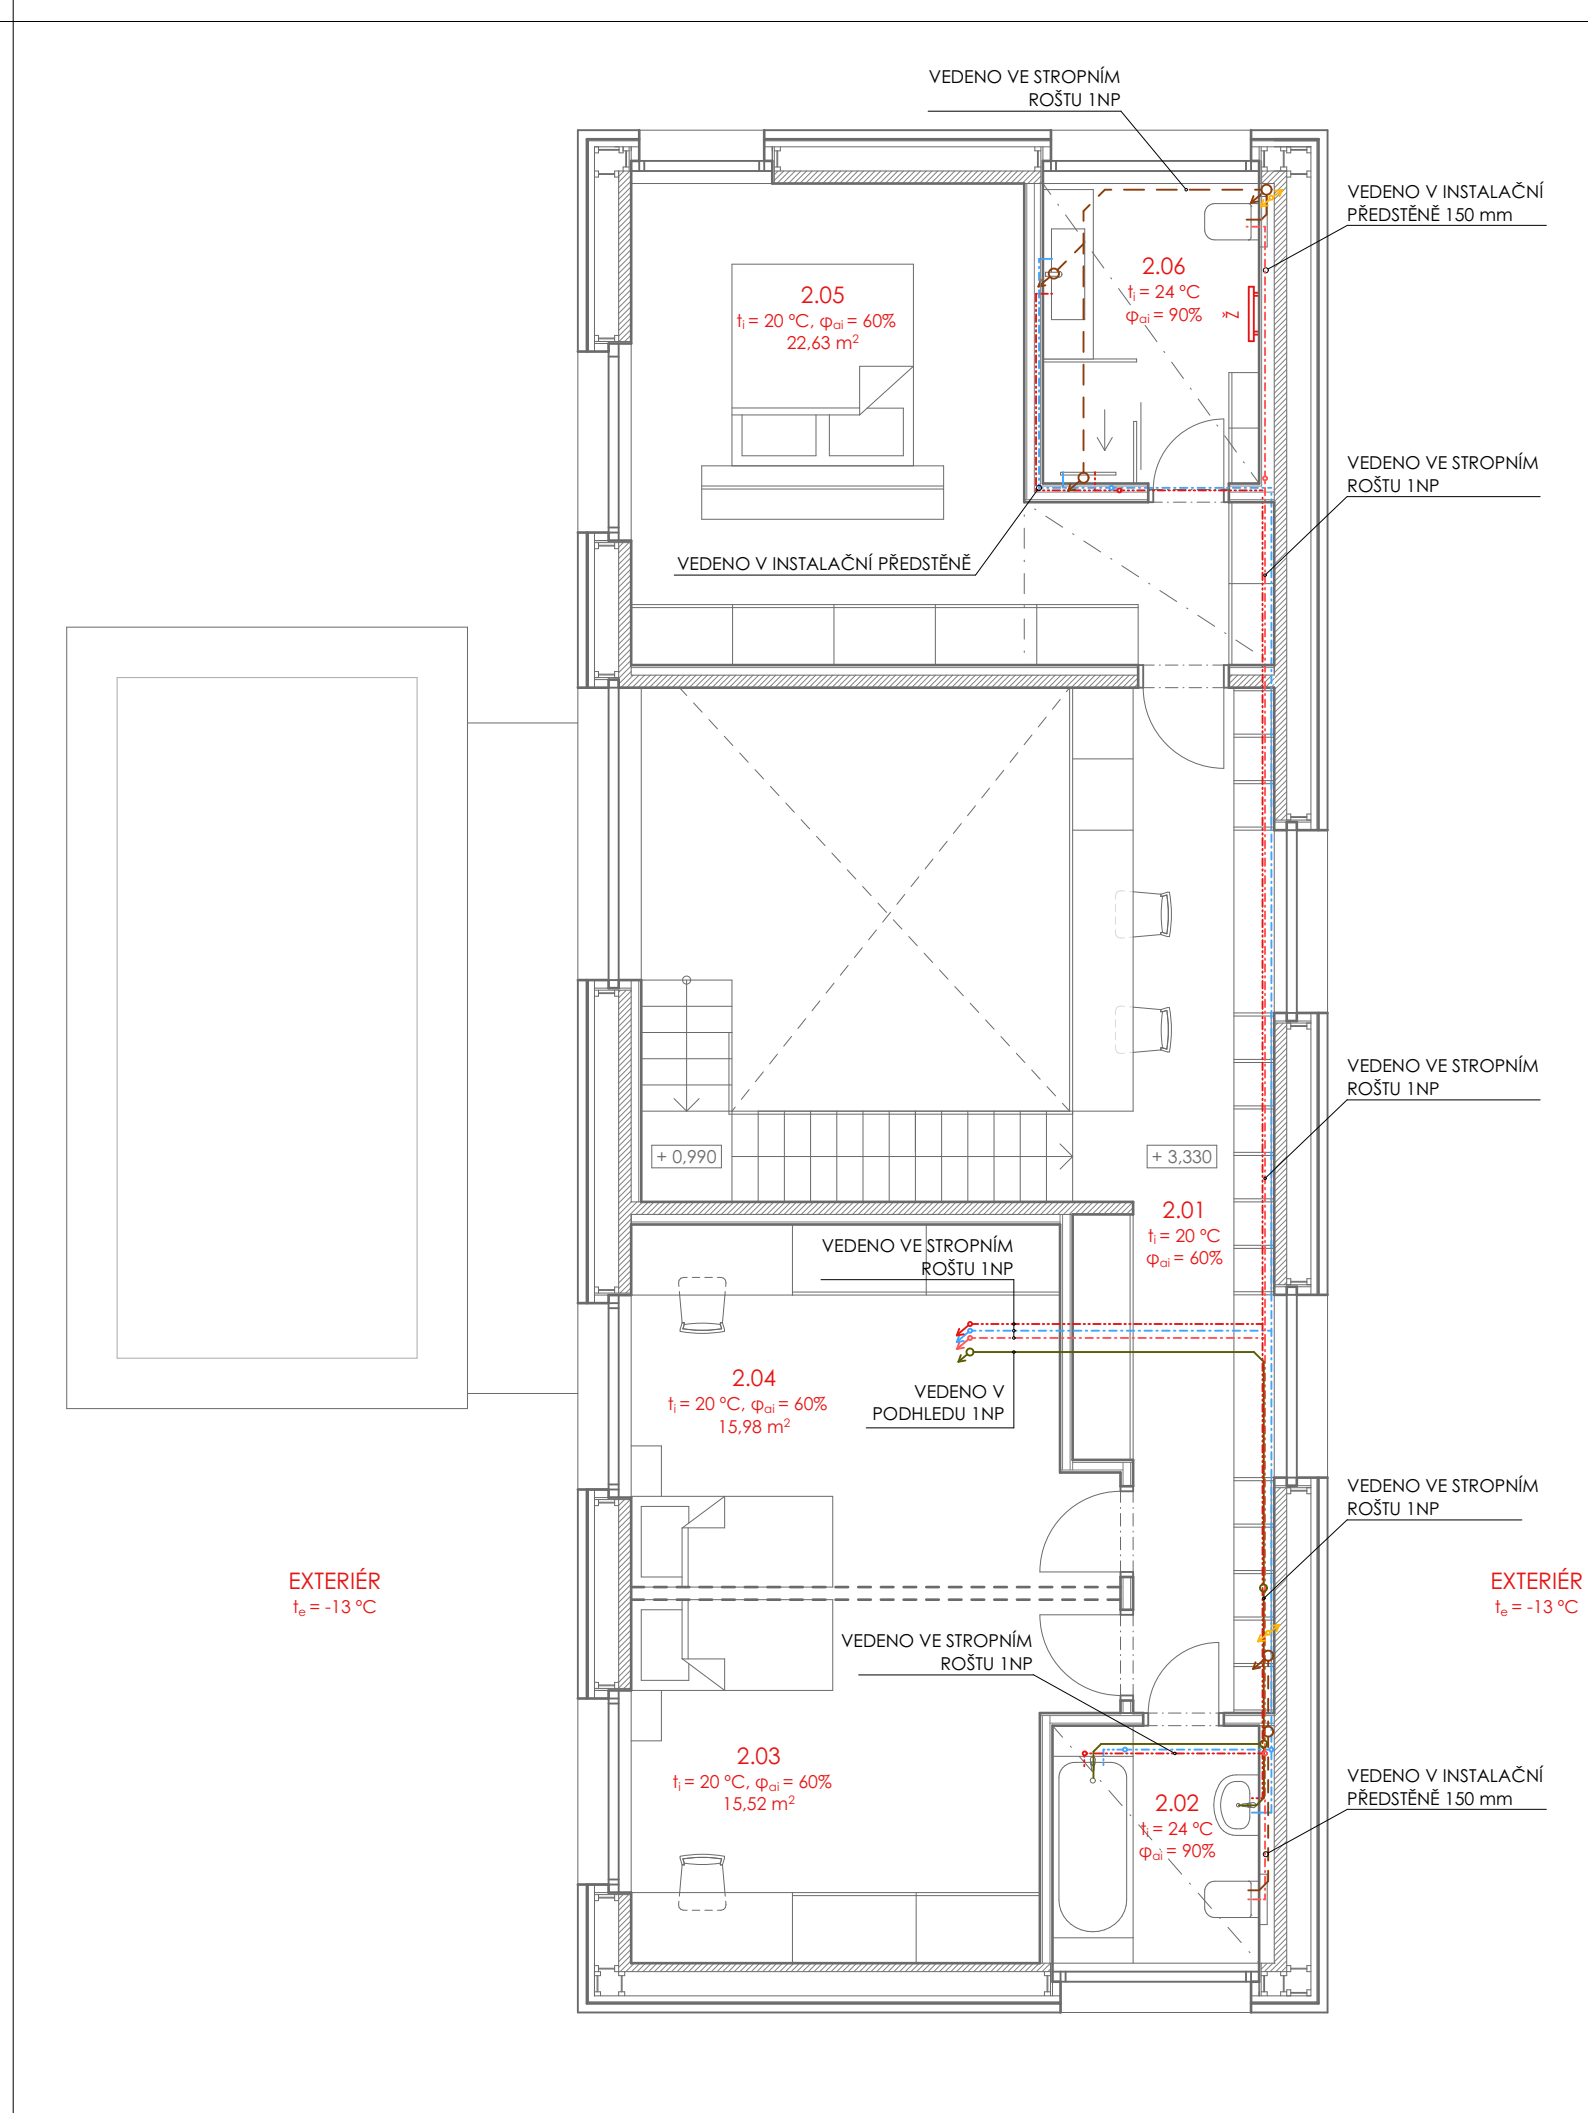 VEDENO VE STROPNÍM
ROŠTU 1NP
VEDENO V INSTALAČNÍ
PŘEDSTĚNĚ 150 mm
2.06
tᵢ = 24 °C
φₐᵢ = 90%
Ž
2.05
tᵢ = 20 °C, φₐᵢ = 60%
22,63 m²
VEDENO VE STROPNÍM
ROŠTU 1NP
VEDENO V INSTALAČNÍ PŘEDSTĚNĚ
VEDENO VE STROPNÍM
ROŠTU 1NP
+ 0,990
+ 3,330
2.01
tᵢ = 20 °C
φₐᵢ = 60%
VEDENO VE STROPNÍM
ROŠTU 1NP
2.04
tᵢ = 20 °C, φₐᵢ = 60%
15,98 m²
VEDENO V
PODHLEDU 1NP
VEDENO VE STROPNÍM
ROŠTU 1NP
EXTERIÉR
tₑ = -13 °C
EXTERIÉR
tₑ = -13 °C
VEDENO VE STROPNÍM
ROŠTU 1NP
2.03
tᵢ = 20 °C, φₐᵢ = 60%
15,52 m²
2.02
tᵢ = 24 °C
φₐᵢ = 90%
VEDENO V INSTALAČNÍ
PŘEDSTĚNĚ 150 mm